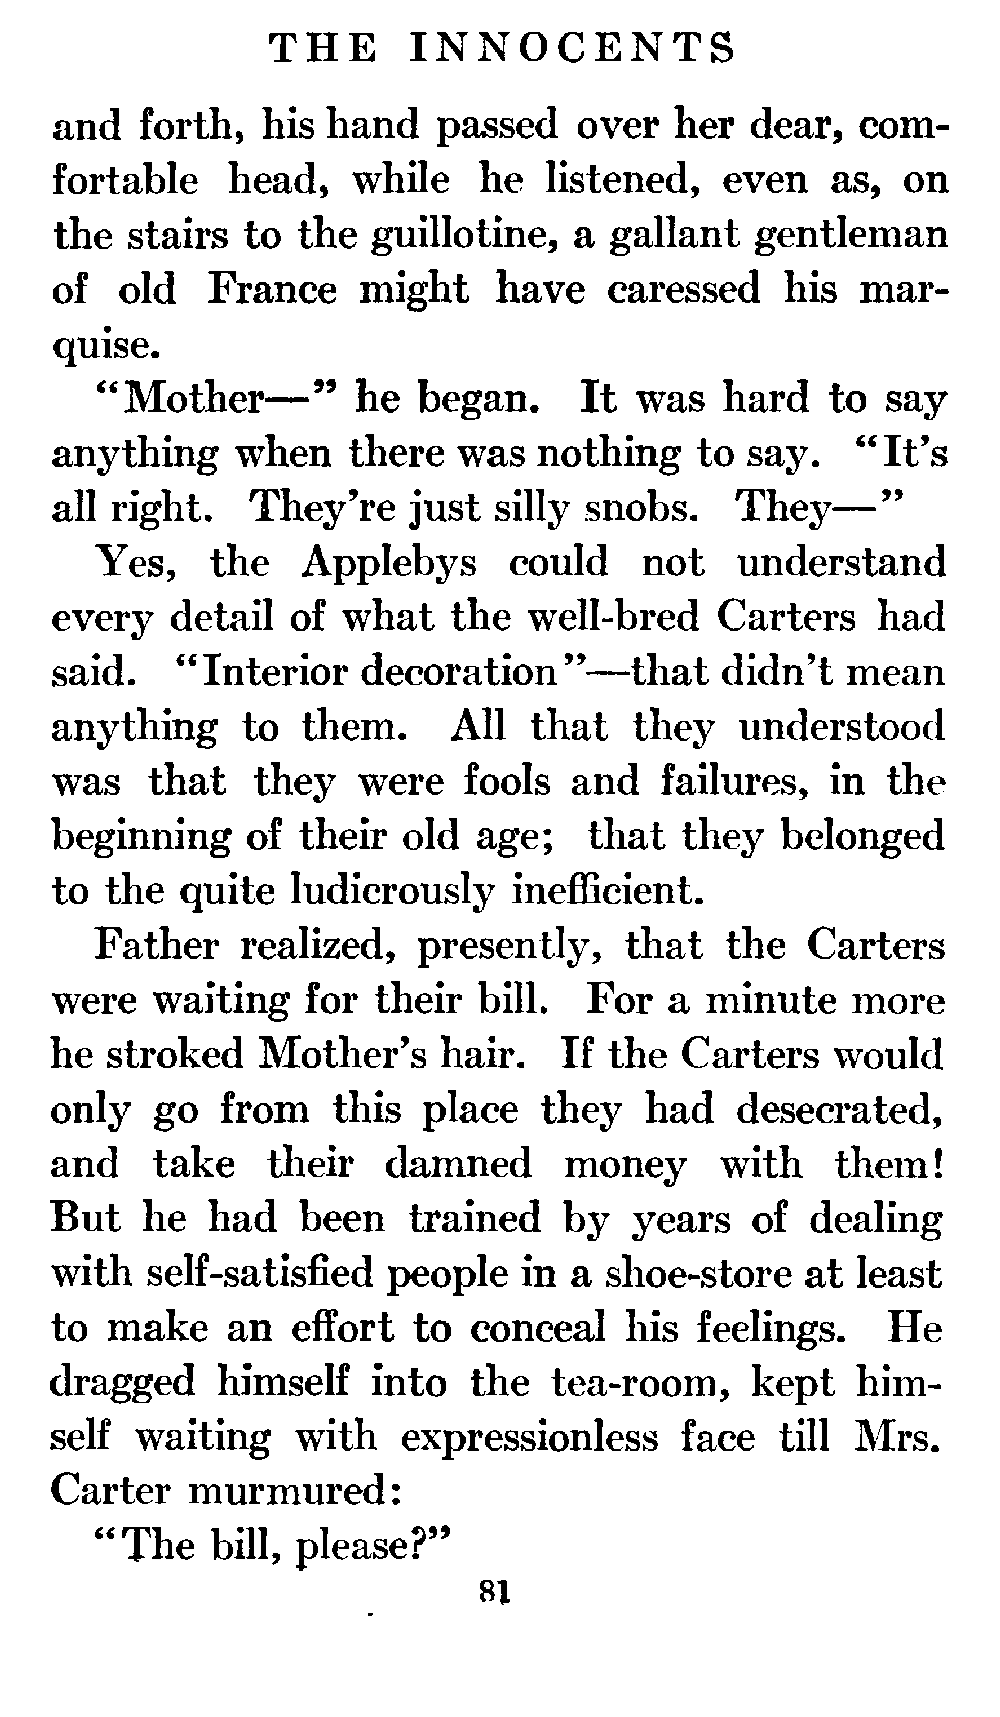 THE INNOCENTS
and forth, his hand passed over her dear, com-
fortable head, while he listened, even as, on
the stairs to the guillotine, a gallant gentleman
of old France might have caressed his mar-
quise.
“Mother—” he began. It was hard to say
anything when there was nothing to say. “It’s
all right. They’re just silly snobs. They—”
Yes, the Applebys could not understand
every detail of what the well-bred Carters had
said. “Interior decoration”—that didn’t mean
anything to them. All that they understood
was that they were fools and failures, in the
beginning of their old age; that they belonged
to the quite ludicrously inefficient.
Father realized, presently, that the Carters
were waiting for their bill. For a minute more
he stroked Mother’s hair. If the Carters would
only go from this place they had desecrated,
and take their damned money with them!
But he had been trained by years of dealing
with self-satisfied people in a shoe-store at least
to make an effort to conceal his feelings. He
dragged himself into the tea-room, kept him-
self waiting with expressionless face till Mrs.
Carter murmured:
“The bill, please?”
81